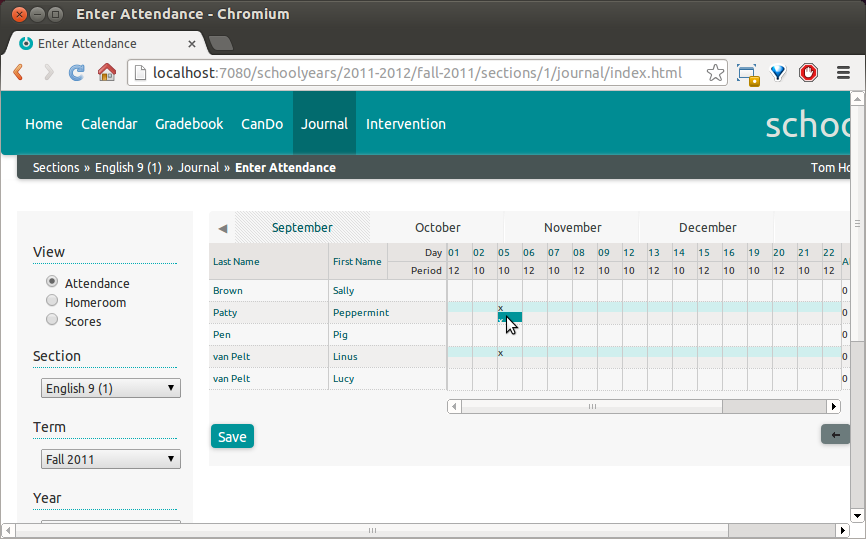 Enter Attendance - Chromium
Enter Attendance
localhost:7080/schoolyears/2011-2012/fall-2011/sections/1/journal/index.html
Home Calendar Gradebook CanDo Journal Intervention schoo
Sections » English 9 (1) » Journal » Enter Attendance Tom Ho
View
Attendance
Homeroom
Scores
Section
English 9 (1)
Term
Fall 2011
Year
September October November December
Last Name First Name Day 01 02 05 06 07 08 09 12 13 14 15 16 19 20 21 22 A
Period 12 10 10 12 12 10 10 12 12 10 10 12 12 10 10 12
Brown Sally 0
Patty Peppermint x 0
Pen Pig 0
van Pelt Linus x 0
van Pelt Lucy 0
Save